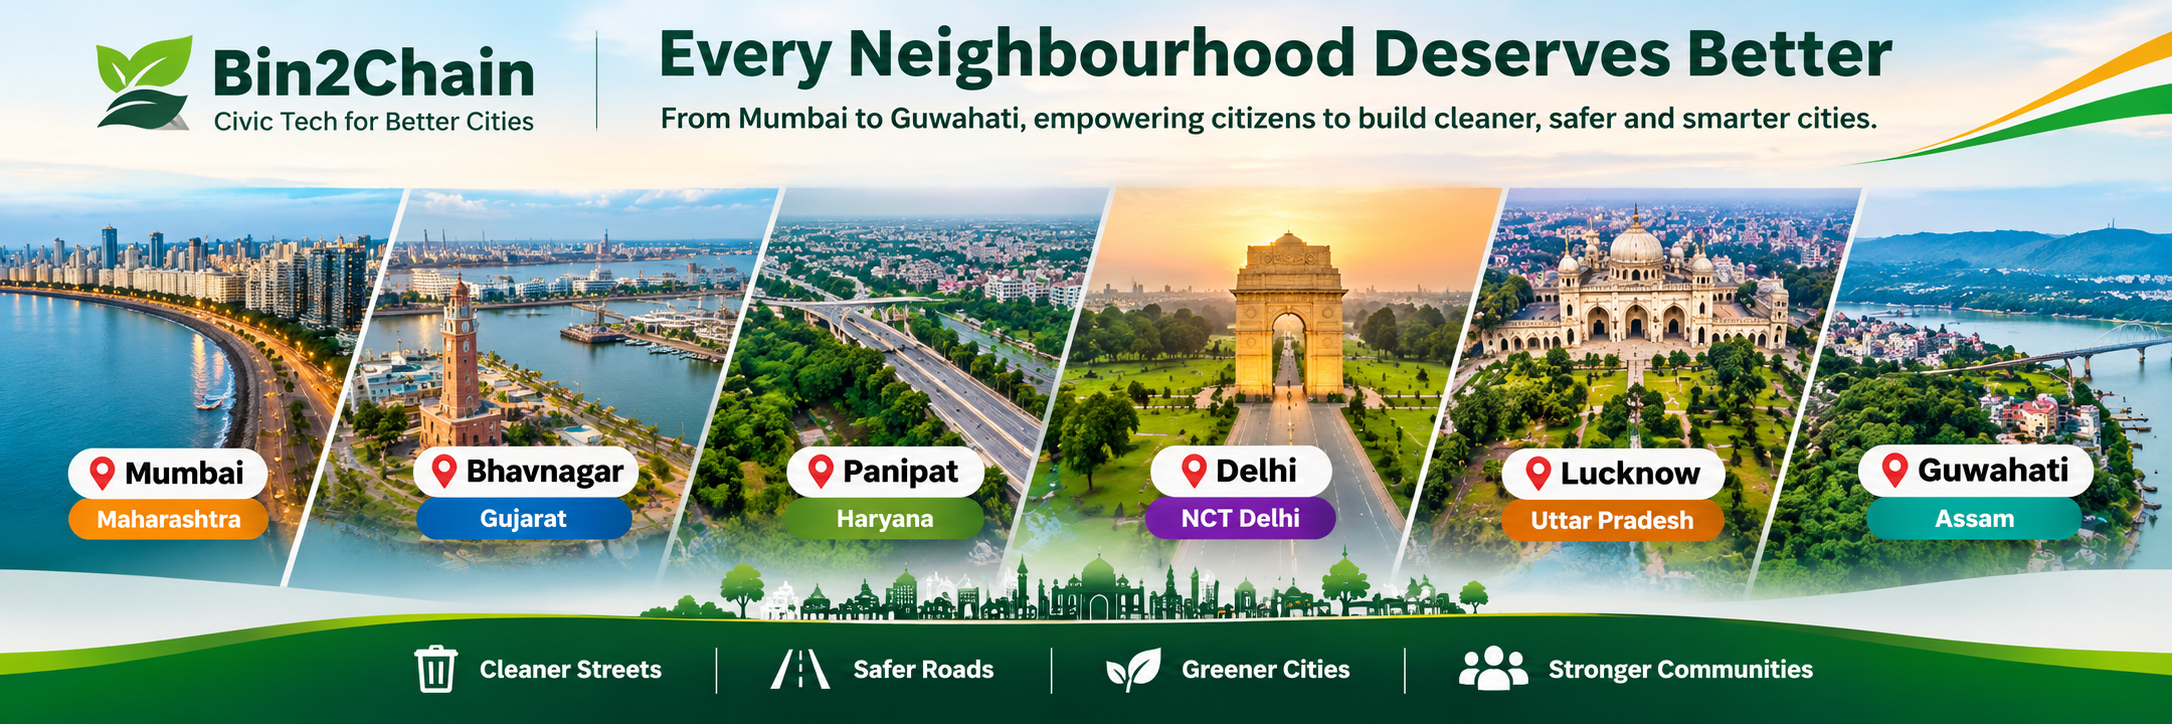 Bin2Chain
Civic Tech for Better Cities
Every Neighbourhood Deserves Better
From Mumbai to Guwahati, empowering citizens to build cleaner, safer and smarter cities.
Mumbai
Maharashtra
Bhavnagar
Gujarat
Panipat
Haryana
Delhi
NCT Delhi
Lucknow
Uttar Pradesh
Guwahati
Assam
Cleaner Streets
Safer Roads
Greener Cities
Stronger Communities